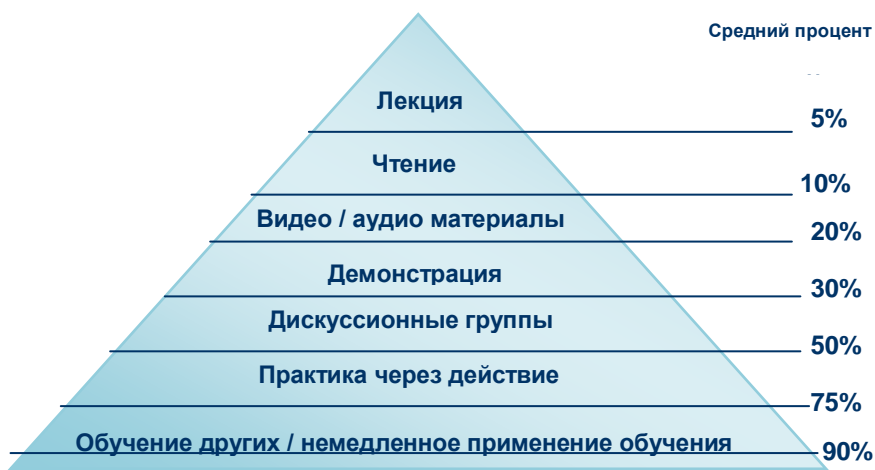 Средний процент
Лекция
5%
Чтение
10%
Видео / аудио материалы
20%
Демонстрация
30%
Дискуссионные группы
50%
Практика через действие
75%
Обучение других / немедленное применение обучения
90%